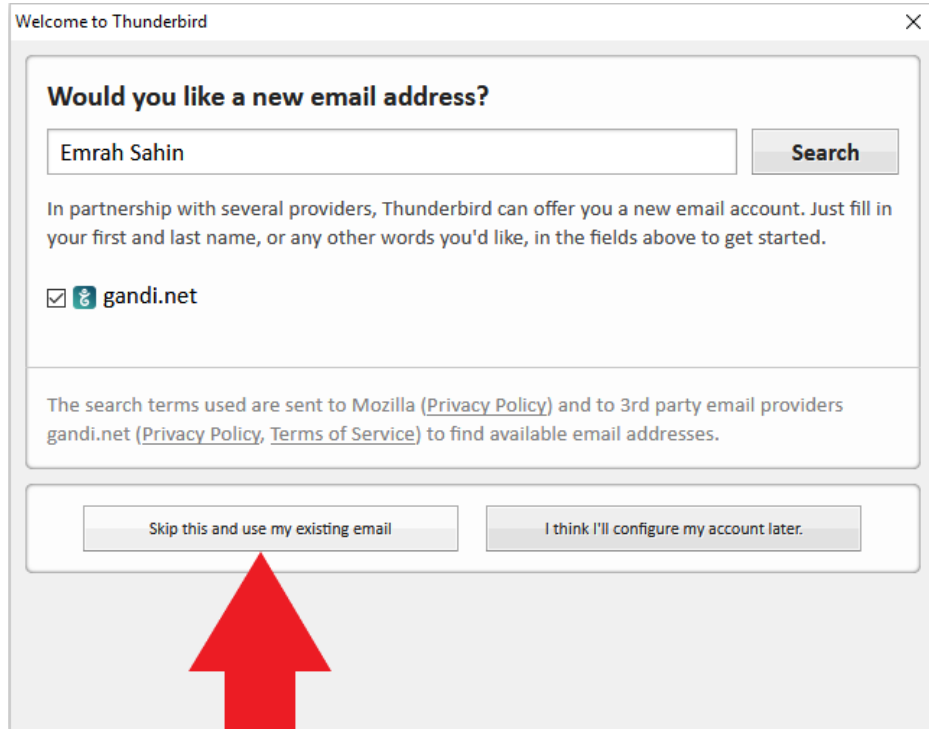 Welcome to Thunderbird
Would you like a new email address?
Emrah Sahin
Search
In partnership with several providers, Thunderbird can offer you a new email account. Just fill in
your first and last name, or any other words you'd like, in the fields above to get started.
gandi.net
The search terms used are sent to Mozilla (Privacy Policy) and to 3rd party email providers
gandi.net (Privacy Policy, Terms of Service) to find available email addresses.
Skip this and use my existing email
I think I'll configure my account later.